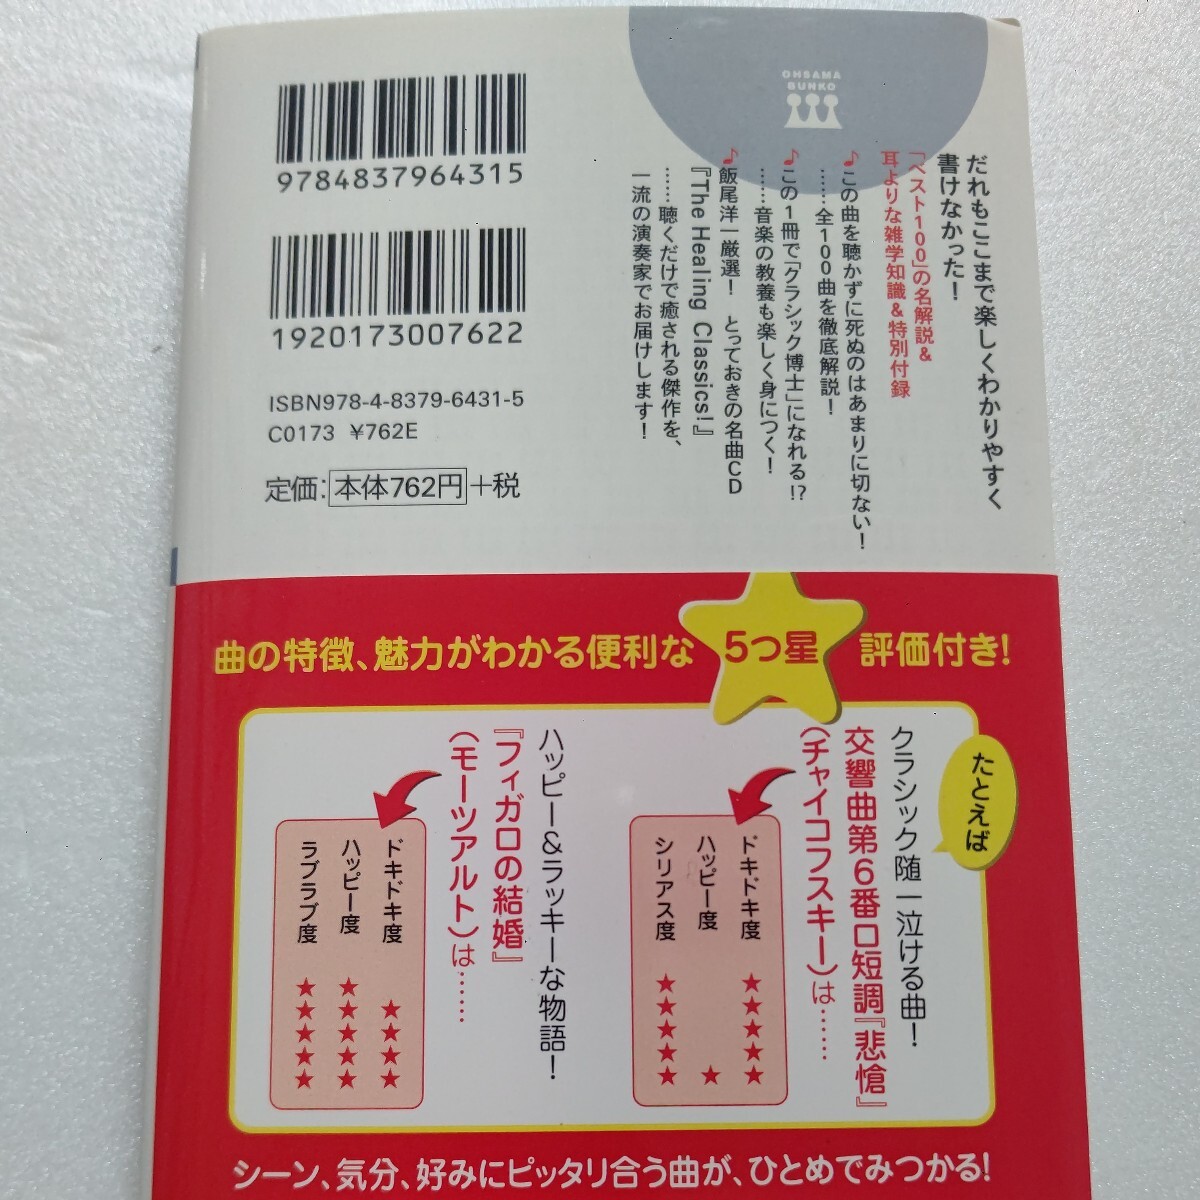 OHSAMA
BUNKO
だれもここまで楽しくわかりやすく
書けなかった！
「ベスト100」の名解説＆
耳よりな雑学知識＆特別付録
♪この曲を聴かずに死ぬのはあまりに切ない！
……全100曲を徹底解説！
♪この1冊で「クラシック博士」になれる!?
……音楽の教養も楽しく身につく！
♪飯尾洋一厳選！　とっておきの名曲CD
『The Healing Classics!』
……聴くだけで癒される傑作を、
一流の演奏家でお届けします！
9784837964315
1920173007622
ISBN978-4-8379-6431-5
C0173 ¥762E
定価：本体762円＋税
曲の特徴、魅力がわかる便利な 5つ星 評価付き！
たとえば
クラシック随一泣ける曲！
交響曲第6番ロ短調『悲愴』
（チャイコフスキー）は……
ドキドキ度 ★★★★★
ハッピー度 ★
シリアス度 ★★★★★
ハッピー＆ラッキーな物語！
『フィガロの結婚』
（モーツアルト）は……
ドキドキ度 ★★★★
ハッピー度 ★★★★★
ラブラブ度 ★★★★★
シーン、気分、好みにピッタリ合う曲が、ひとめでみつかる！